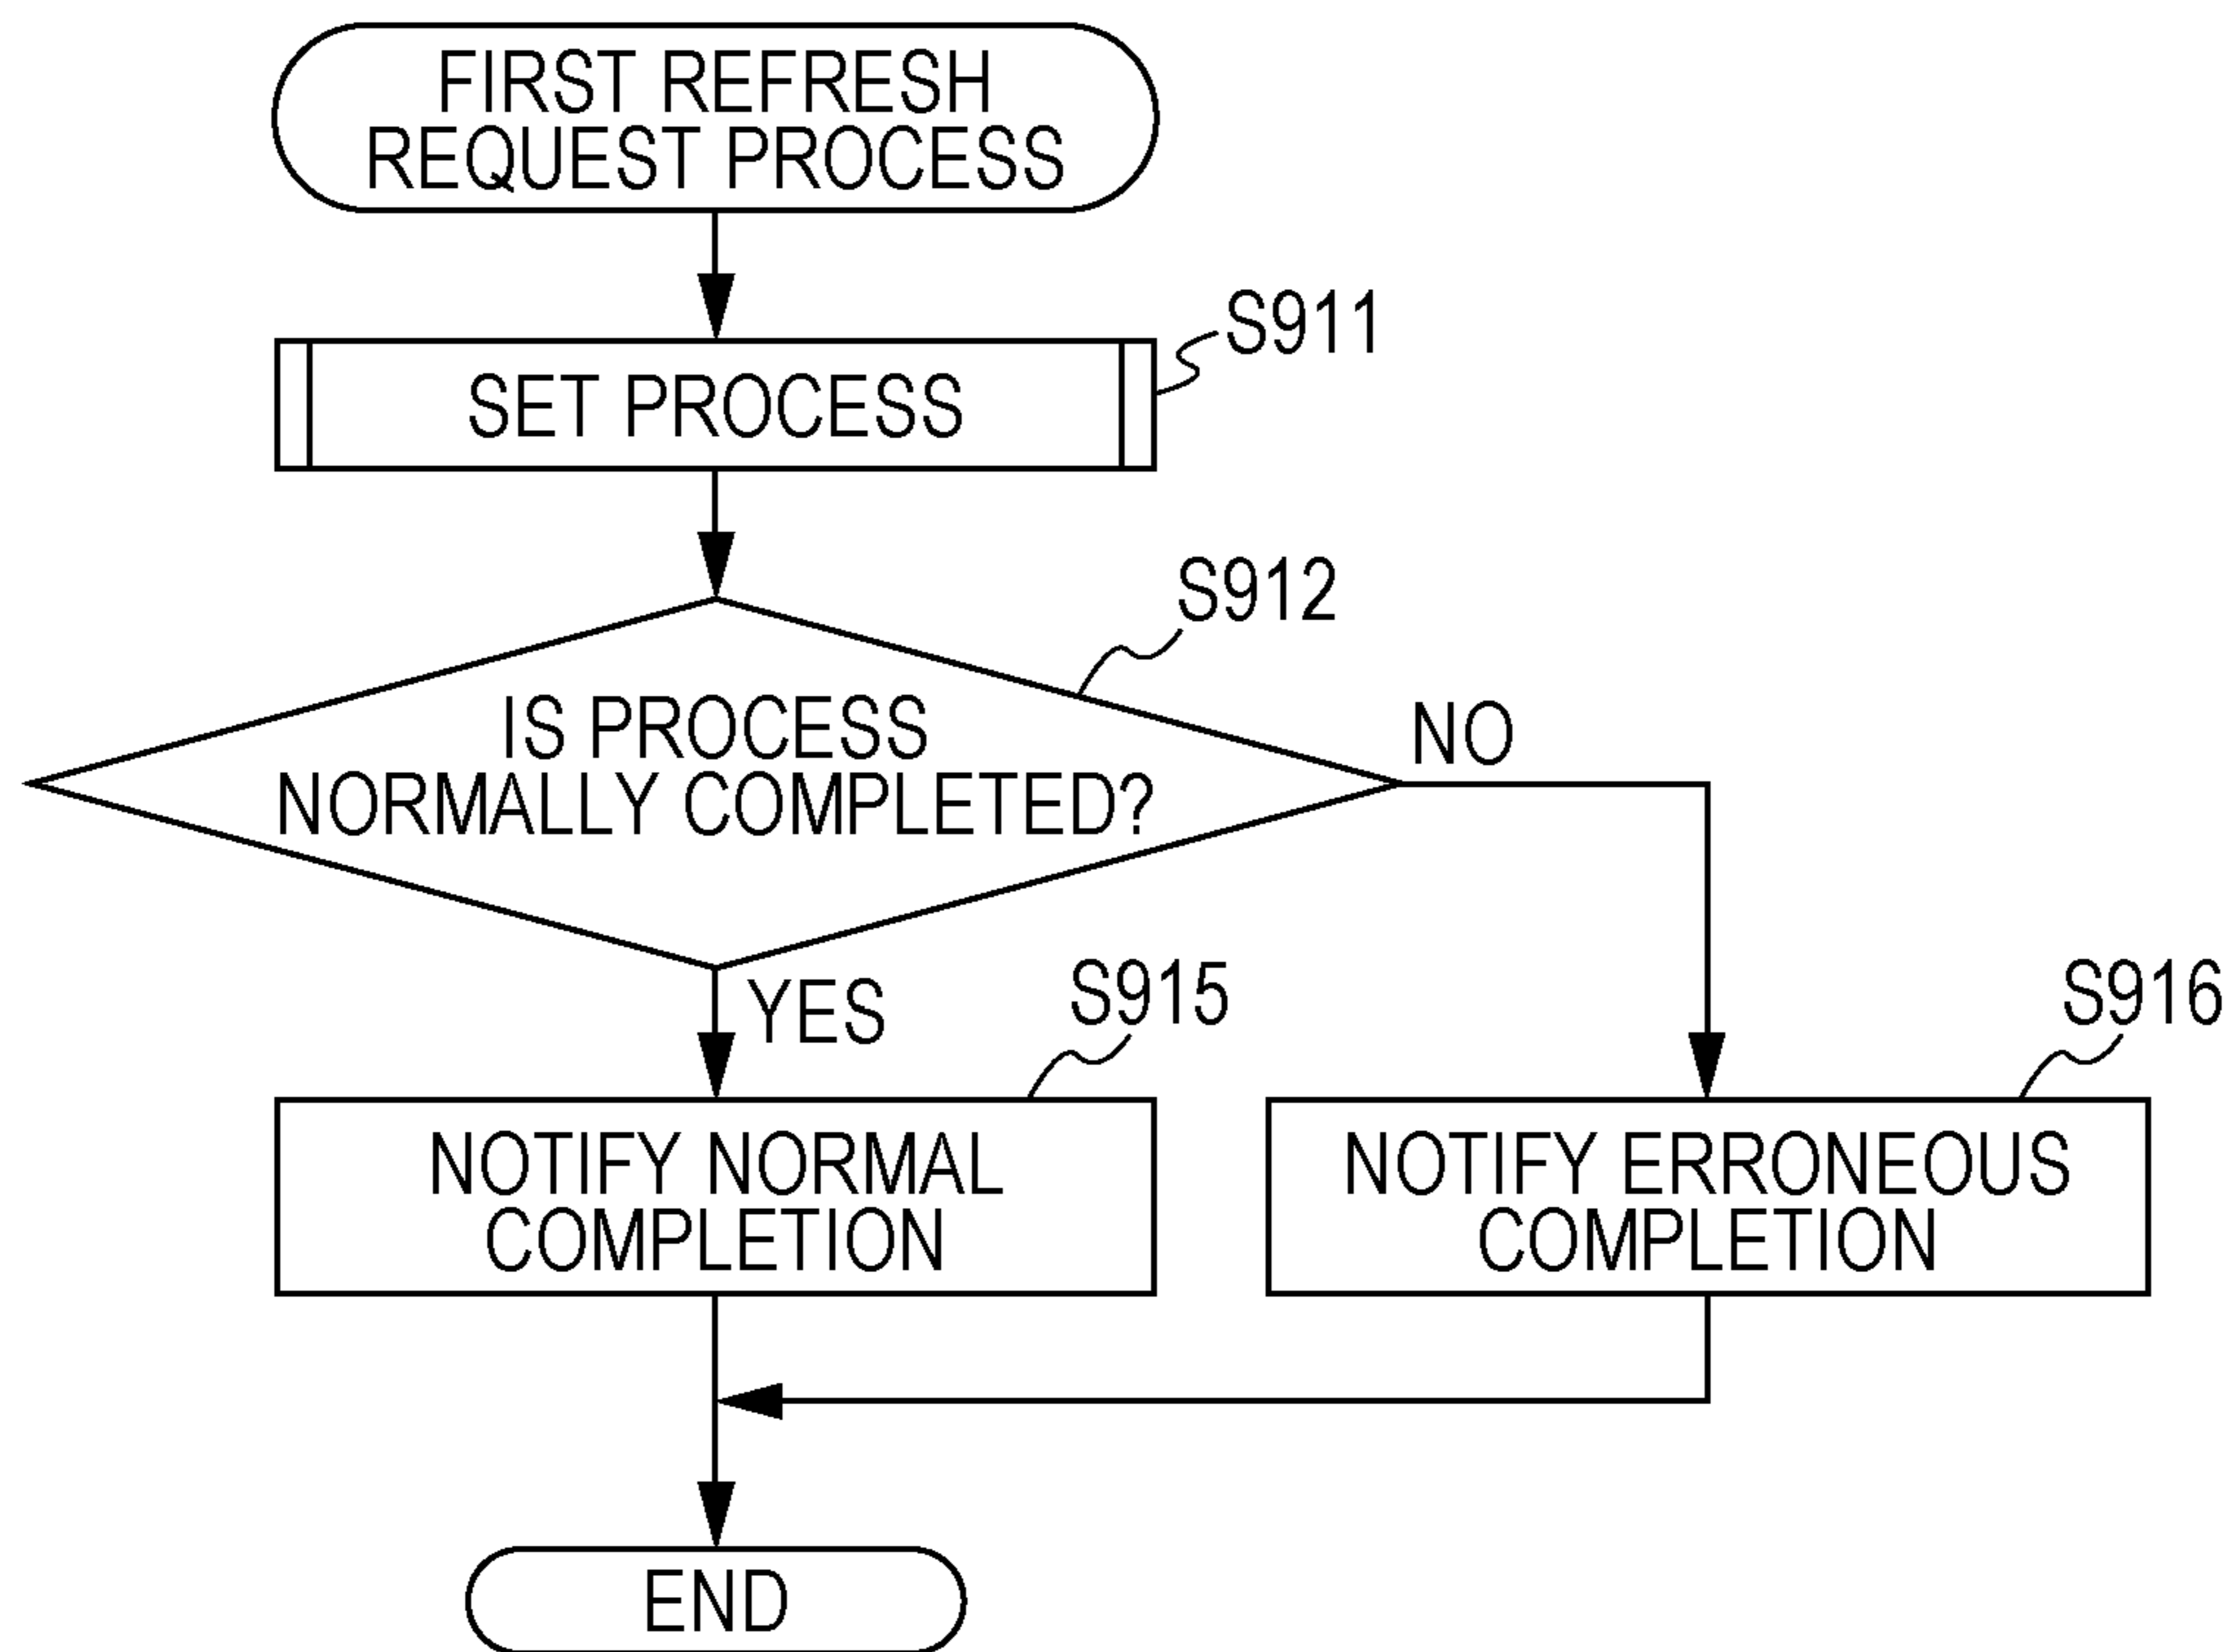 FIRST REFRESH
REQUEST PROCESS
S911
SET PROCESS
S912
IS PROCESS
NORMALLY COMPLETED?
NO
YES
S915
S916
NOTIFY NORMAL
COMPLETION
NOTIFY ERRONEOUS
COMPLETION
END